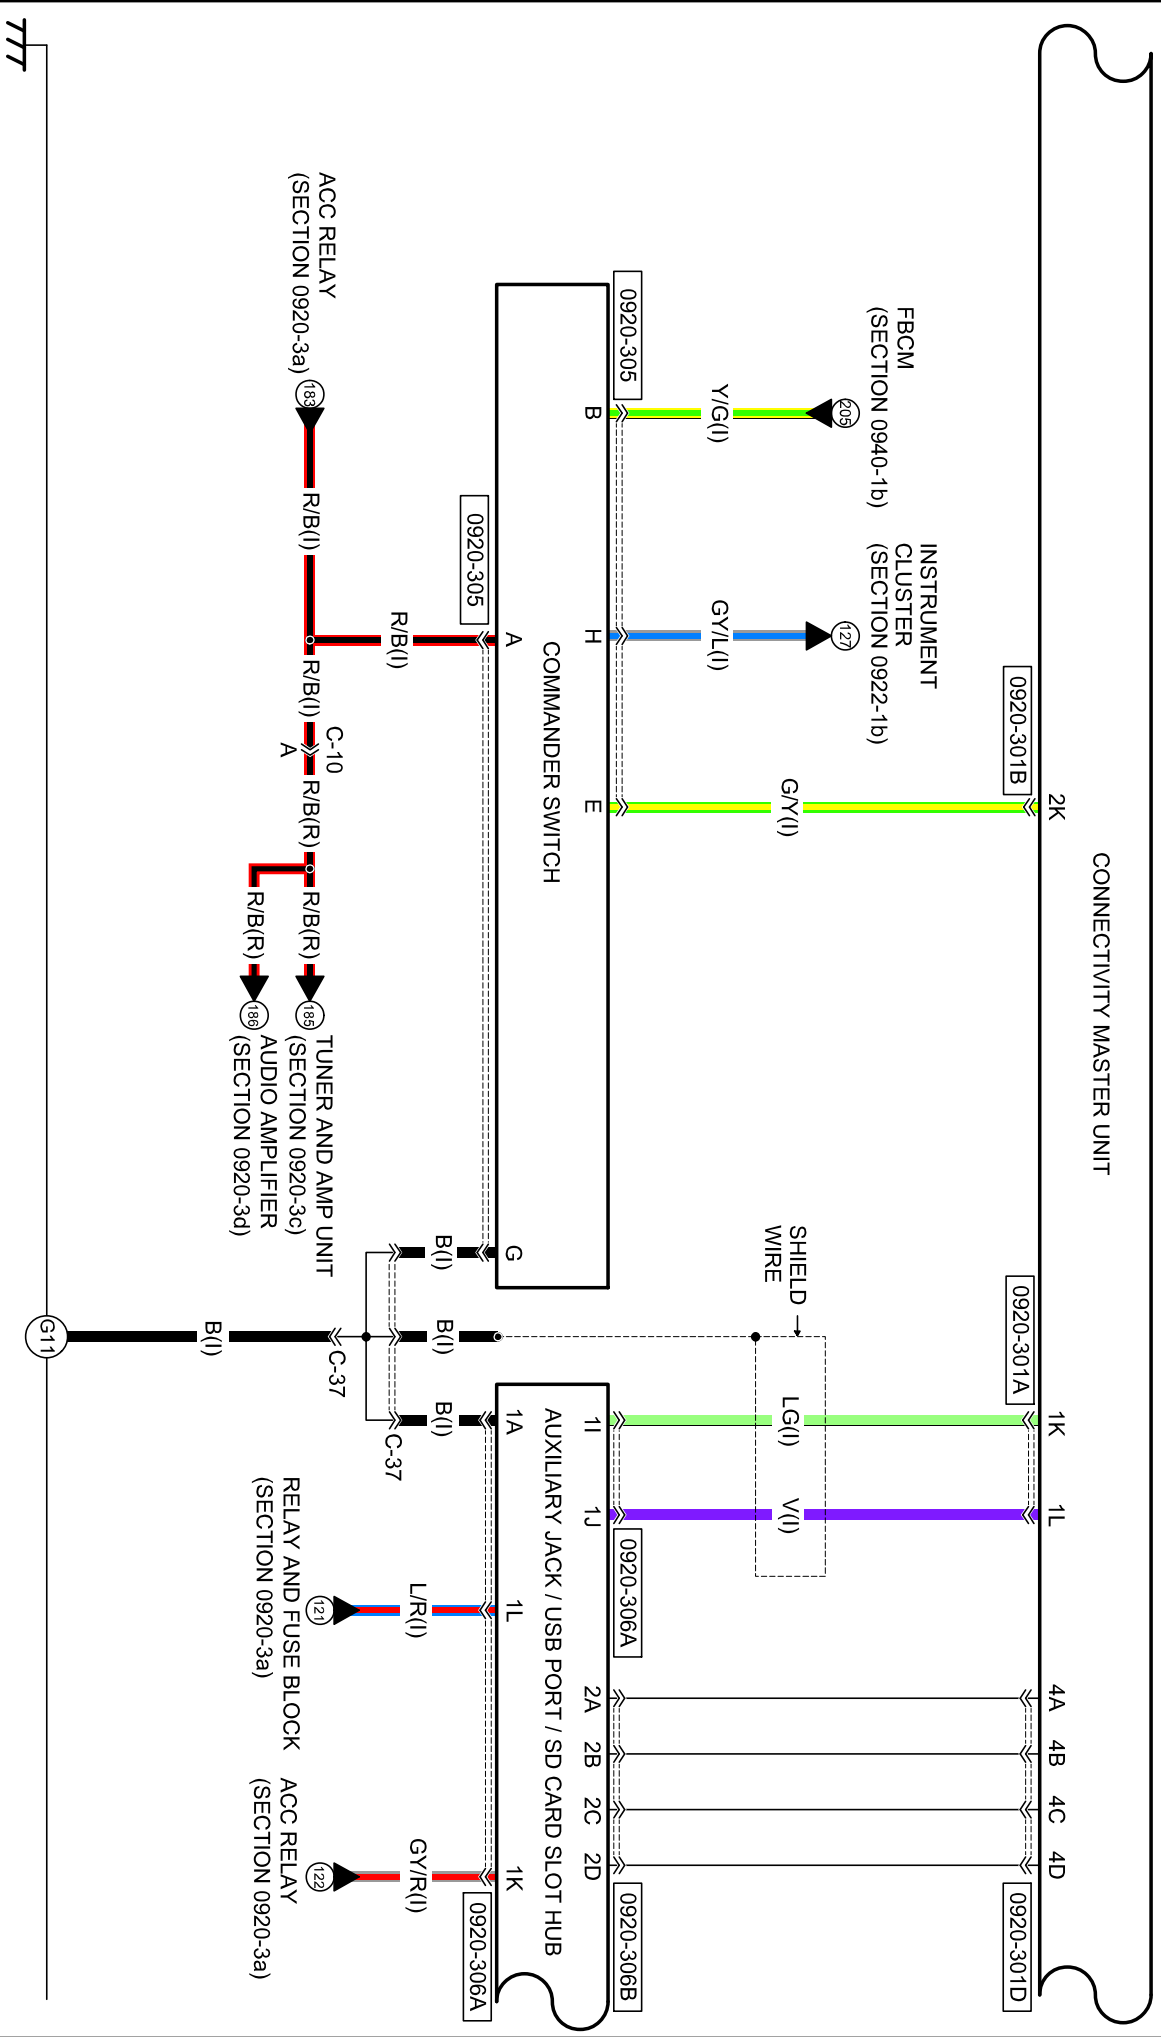 CONNECTIVITY MASTER UNIT
0920-301B
2K
0920-301A
1K
1L
4A
4B
4C
4D
0920-301D
FBCM
(SECTION 0940-1b)
205
Y/G(I)
INSTRUMENT
CLUSTER
(SECTION 0922-1b)
127
GY/L(I)
G/Y(I)
SHIELD
WIRE
LG(I)
V(I)
0920-305
B
H
E
COMMANDER SWITCH
A
G
0920-305
0920-306A
0920-306B
1I
1J
2A
2B
2C
2D
AUXILIARY JACK / USB PORT / SD CARD SLOT HUB
1A
1L
1K
0920-306A
R/B(I)
B(I)
B(I)
B(I)
L/R(I)
GY/R(I)
C-37
C-37
ACC RELAY
(SECTION 0920-3a)
183
R/B(I)
R/B(I)
C-10
A
R/B(R)
R/B(R)
185
TUNER AND AMP UNIT
(SECTION 0920-3c)
R/B(R)
186
AUDIO AMPLIFIER
(SECTION 0920-3d)
121
RELAY AND FUSE BLOCK
(SECTION 0920-3a)
122
ACC RELAY
(SECTION 0920-3a)
B(I)
G11